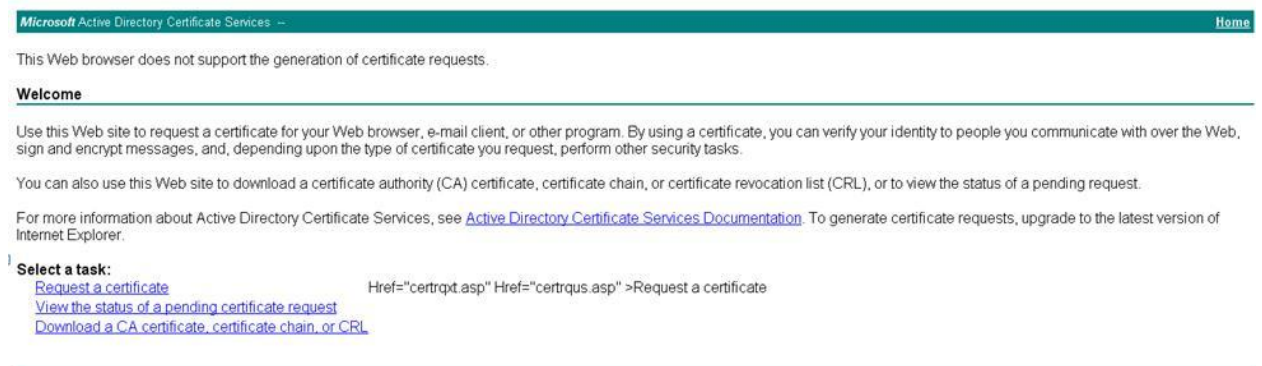 Microsoft Active Directory Certificate Services -- Home
This Web browser does not support the generation of certificate requests.
Welcome
Use this Web site to request a certificate for your Web browser, e-mail client, or other program. By using a certificate, you can verify your identity to people you communicate with over the Web,
sign and encrypt messages, and, depending upon the type of certificate you request, perform other security tasks.
You can also use this Web site to download a certificate authority (CA) certificate, certificate chain, or certificate revocation list (CRL), or to view the status of a pending request.
For more information about Active Directory Certificate Services, see Active Directory Certificate Services Documentation. To generate certificate requests, upgrade to the latest version of
Internet Explorer.
Select a task:
Request a certificate Href="certrqxt.asp" Href="certrqus.asp" >Request a certificate
View the status of a pending certificate request
Download a CA certificate, certificate chain, or CRL